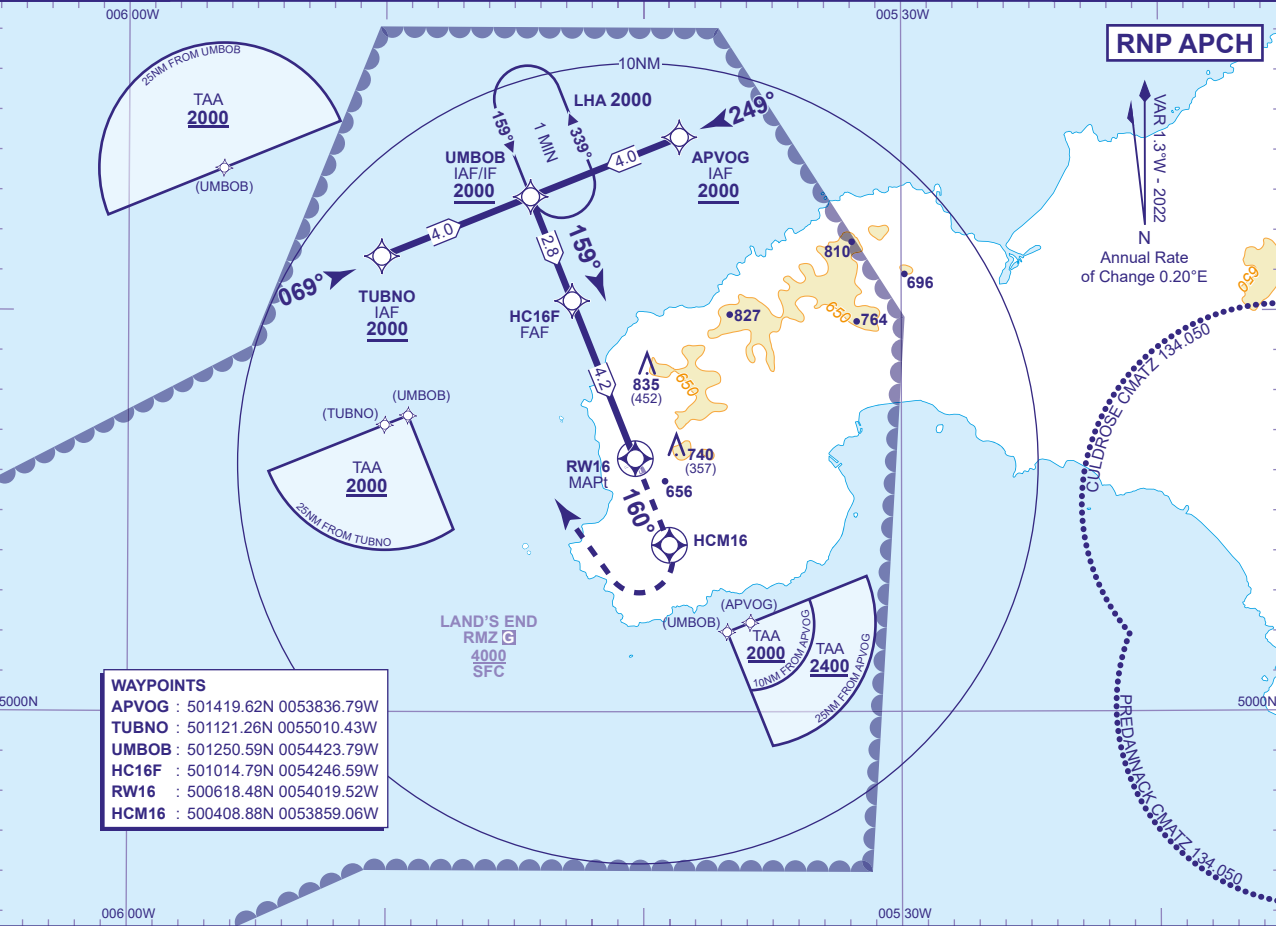 006 00W
005 30W
RNP APCH
25NM FROM UMBOB
TAA
2000
(UMBOB)
10NM
LHA 2000
159°
1 MIN
339°
249°
VAR 1.3°W - 2022
N
Annual Rate
of Change 0.20°E
UMBOB
IAF/IF
2000
4.0
APVOG
IAF
2000
4.0
2.8
159°
069°
TUBNO
IAF
2000
HC16F
FAF
810
696
650
827
650
764
4.2
835
(452)
650
CULDROSE CMATZ 134.050
(UMBOB)
(TUBNO)
TAA
2000
25NM FROM TUBNO
RW16
MAPt
740
(357)
656
160°
HCM16
LAND'S END
RMZ G
4000
SFC
(APVOG)
(UMBOB)
TAA
2000
10NM FROM APVOG
TAA
2400
25NM FROM APVOG
5000N
5000N
PREDANNACK CMATZ 134.050
WAYPOINTS
APVOG : 501419.62N 0053836.79W
TUBNO : 501121.26N 0055010.43W
UMBOB : 501250.59N 0054423.79W
HC16F : 501014.79N 0054246.59W
RW16 : 500618.48N 0054019.52W
HCM16 : 500408.88N 0053859.06W
006 00W
005 30W